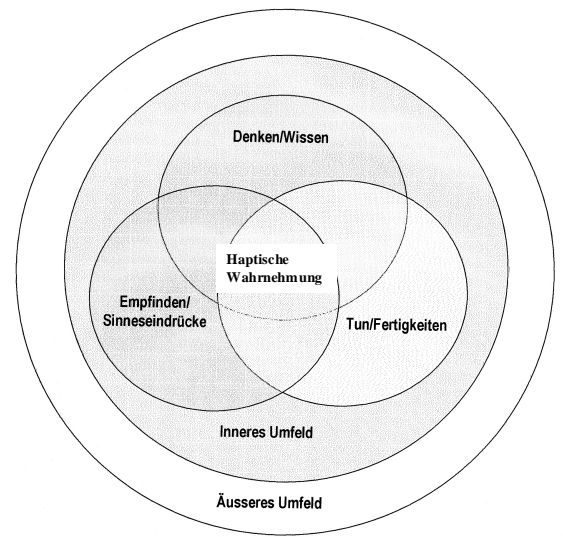 Denken/Wissen
Haptische
Wahrnehmung
Empfinden/
Sinneseindrücke
Tun/Fertigkeiten
Inneres Umfeld
Äusseres Umfeld